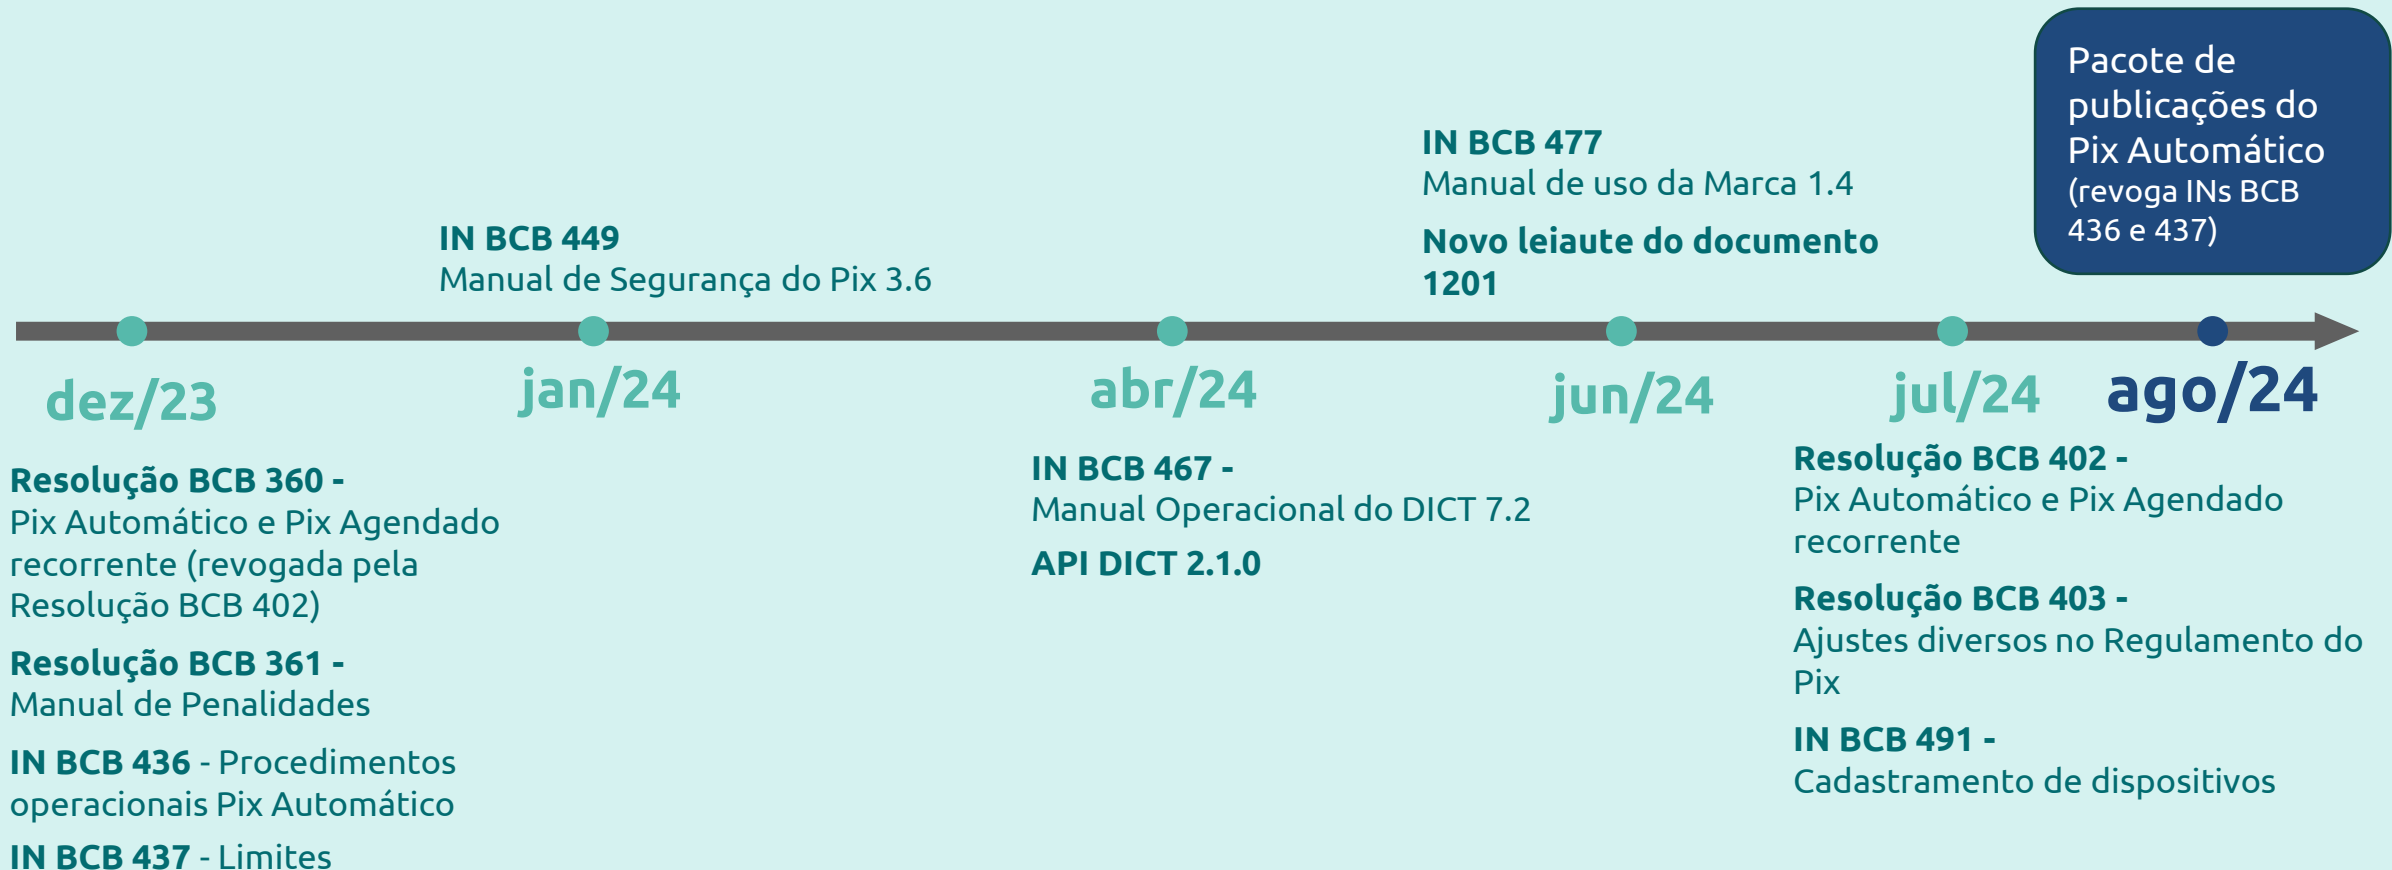 Pacote de
publicações do
Pix Automático
(revoga INs BCB
436 e 437)
IN BCB 477
Manual de uso da Marca 1.4
Novo leiaute do documento
1201
IN BCB 449
Manual de Segurança do Pix 3.6
dez/23
jan/24
abr/24
jun/24
jul/24
ago/24
Resolução BCB 360 -
Pix Automático e Pix Agendado
recorrente (revogada pela
Resolução BCB 402)
Resolução BCB 361 -
Manual de Penalidades
IN BCB 436 - Procedimentos
operacionais Pix Automático
IN BCB 437 - Limites
IN BCB 467 -
Manual Operacional do DICT 7.2
API DICT 2.1.0
Resolução BCB 402 -
Pix Automático e Pix Agendado
recorrente
Resolução BCB 403 -
Ajustes diversos no Regulamento do
Pix
IN BCB 491 -
Cadastramento de dispositivos